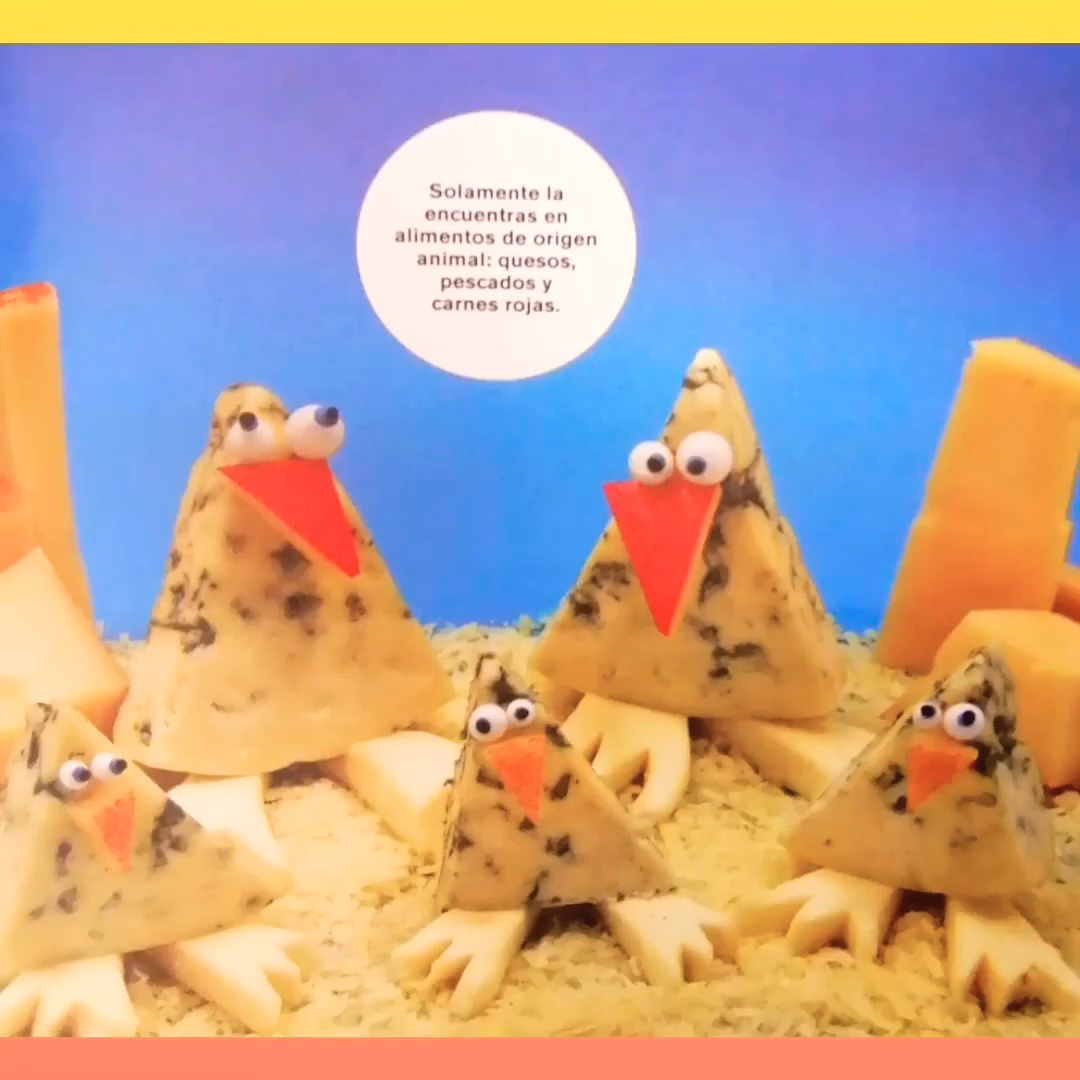 Solamente la
encuentras en
alimentos de origen
animal: quesos,
pescados y
carnes rojas.